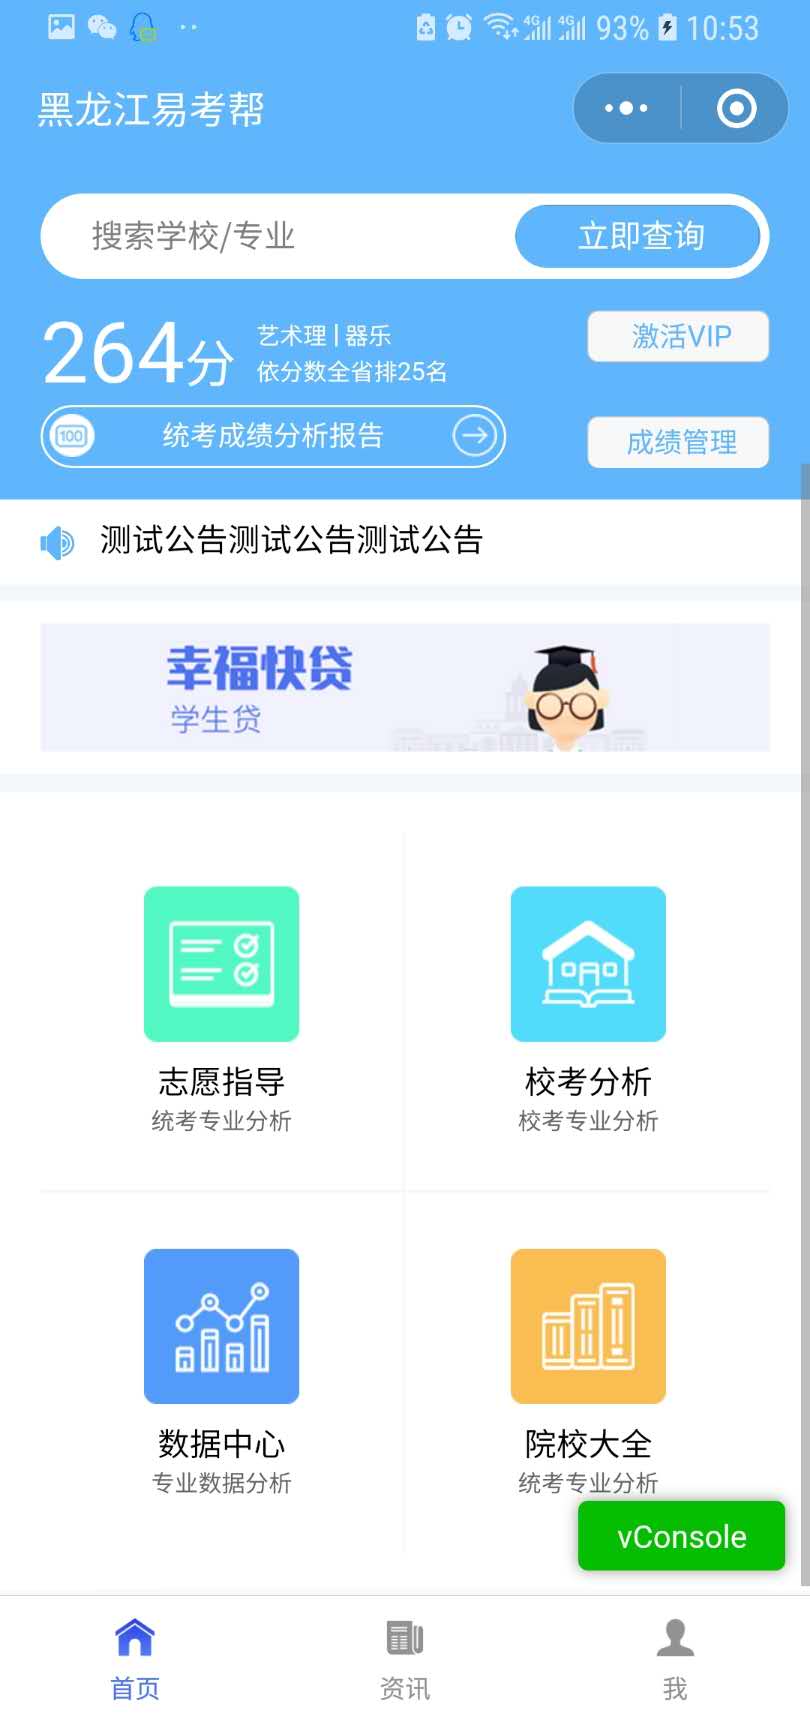 4G 4G 93% 10:53
黑龙江易考帮
搜索学校/专业 立即查询
264分
艺术理 | 器乐
依分数全省排25名
激活VIP
100 统考成绩分析报告
成绩管理
测试公告测试公告测试公告
幸福快贷
学生贷
志愿指导
统考专业分析
校考分析
校考专业分析
数据中心
专业数据分析
院校大全
统考专业分析
vConsole
首页 资讯 我